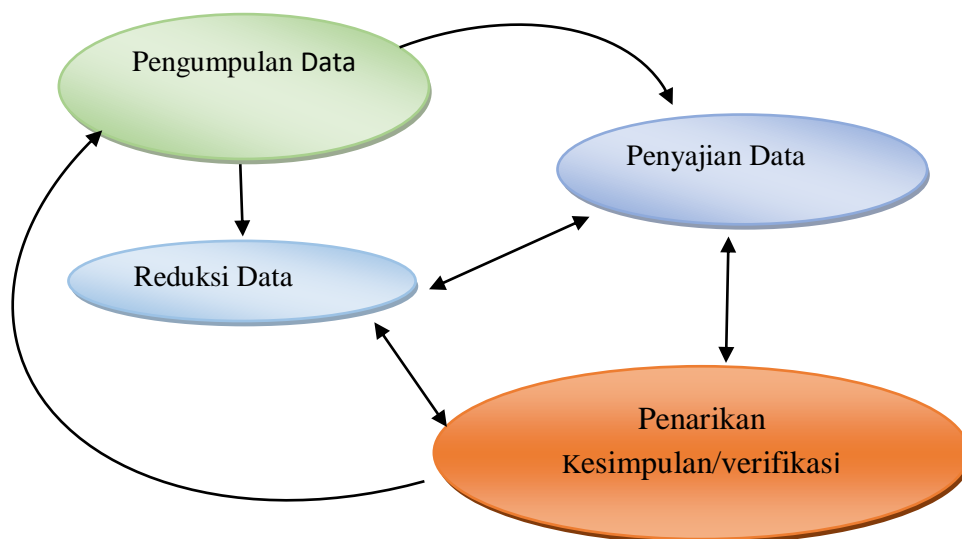 Pengumpulan Data
Penyajian Data
Reduksi Data
Penarikan
Kesimpulan/verifikasi